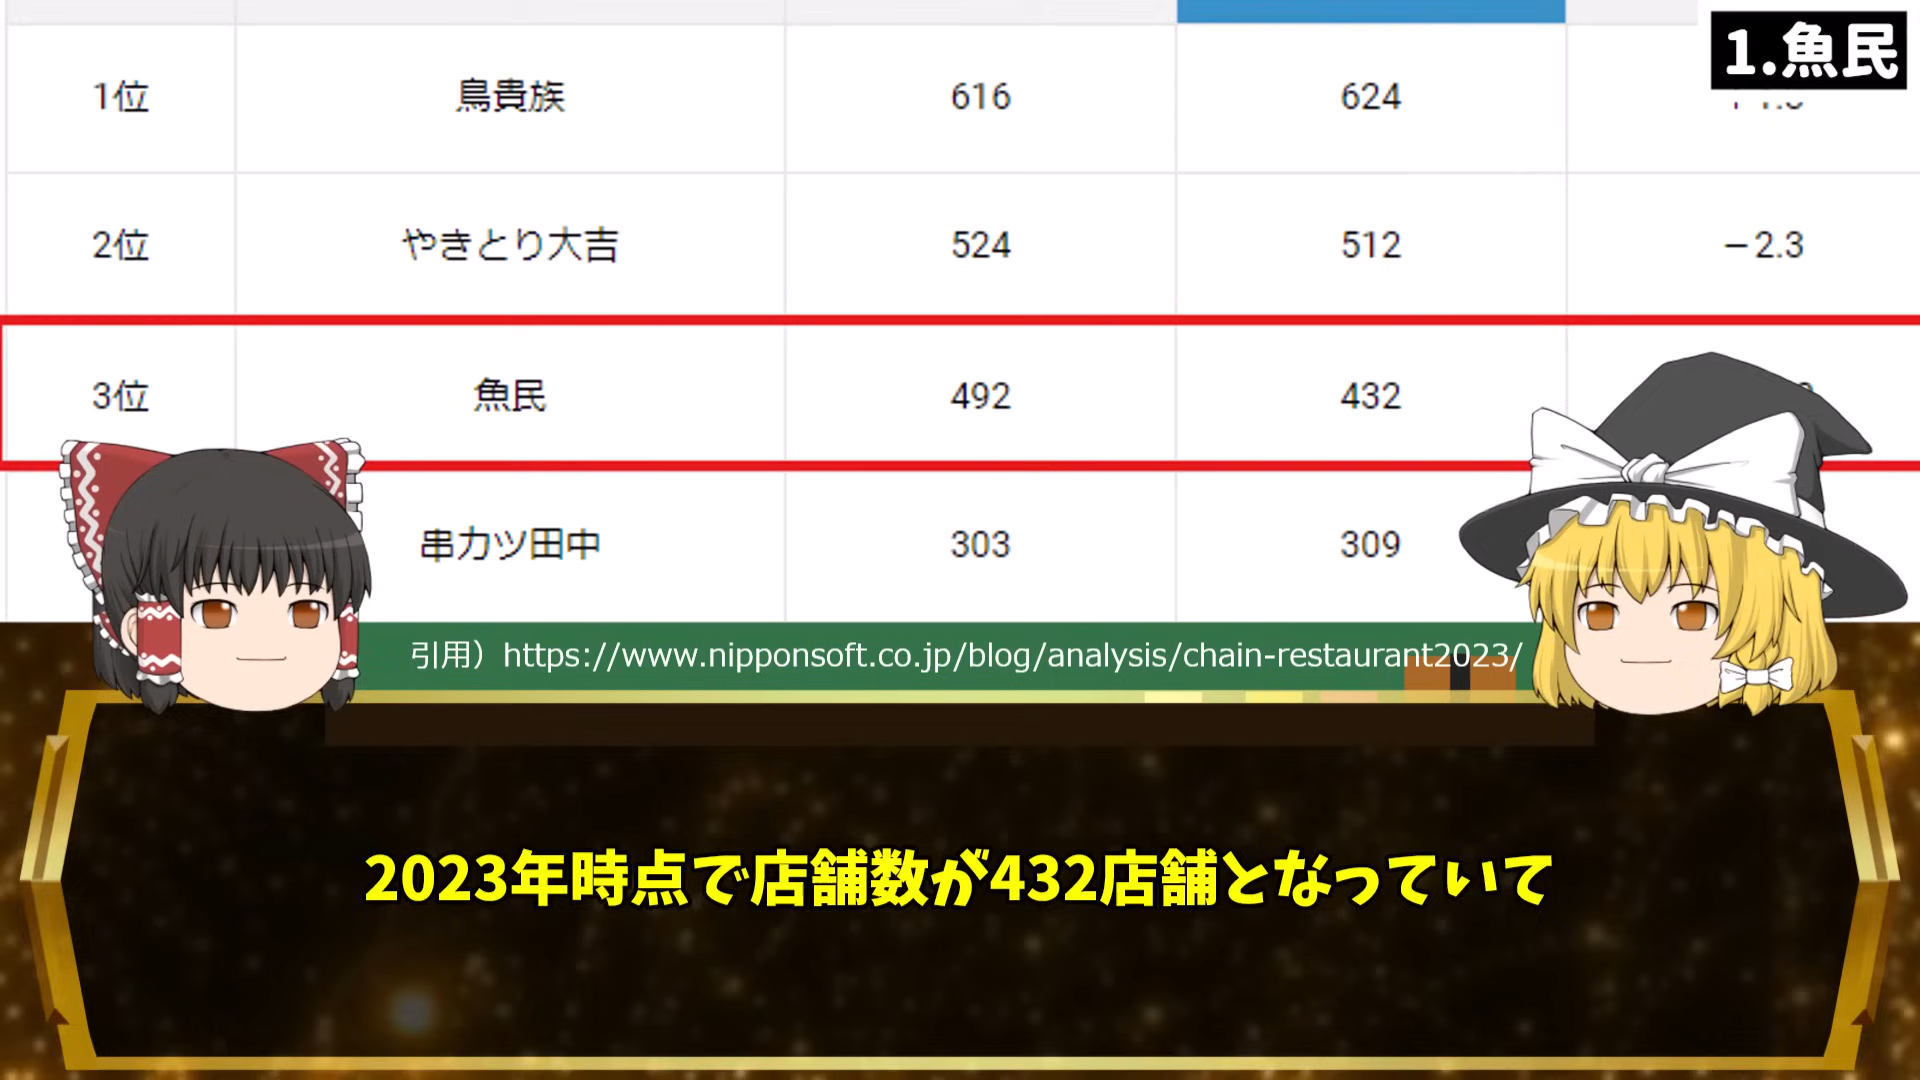 1.魚民
1位 鳥貴族 616 624
2位 やきとり大吉 524 512 −2.3
3位 魚民 492 432
串カツ田中 303 309
引用）https://www.nipponsoft.co.jp/blog/analysis/chain-restaurant2023/
2023年時点で店舗数が432店舗となっていて